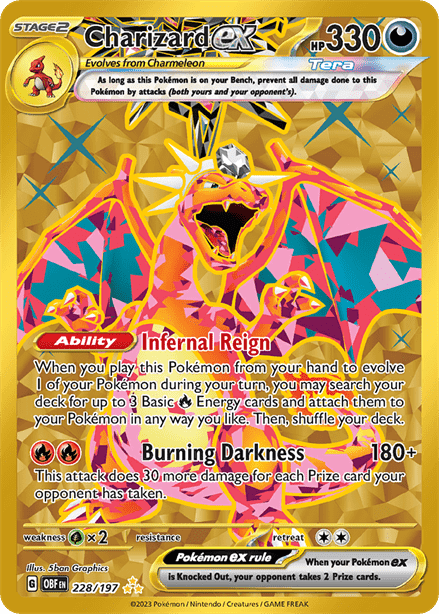 STAGE2 Charizard ex HP330
Evolves from Charmeleon Tera
As long as this Pokémon is on your Bench, prevent all damage done to this
Pokémon by attacks (both yours and your opponent's).
Ability Infernal Reign
When you play this Pokémon from your hand to evolve
1 of your Pokémon during your turn, you may search your
deck for up to 3 Basic Energy cards and attach them to
your Pokémon in any way you like. Then, shuffle your deck.
Burning Darkness 180+
This attack does 30 more damage for each Prize card your
opponent has taken.
weakness ×2 resistance retreat
Illus. 5ban Graphics
Pokémon ex rule When your Pokémon ex
is Knocked Out, your opponent takes 2 Prize cards.
G OBF EN 228/197
©2023 Pokémon / Nintendo / Creatures / GAME FREAK